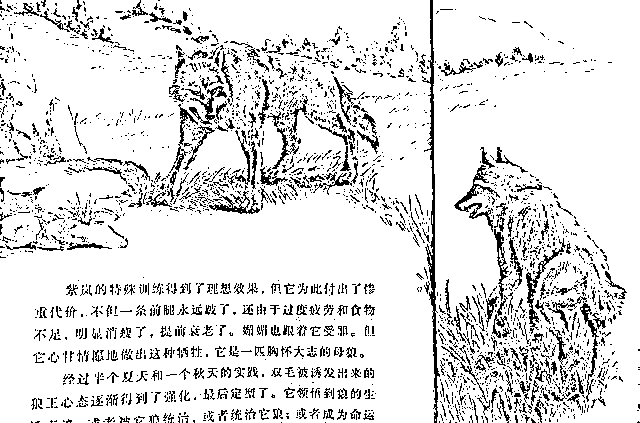 紫岚的特殊训练得到了理想效果，但它为此付出了惨
重代价，不但一条前腿永远跛了，还由于过度疲劳和食物
不足，明显消瘦了，提前衰老了。媚媚也跟着它受罪。但
它心甘情愿地做出这种牺牲，它是一匹胸怀大志的母狼。
经过半个夏天和一个秋天的实践，双毛被诱发出来的
狼王心态逐渐得到了强化，最后定型了。它领悟到狼的生
或者被它狼统治，或者统治它狼；或者成为命运